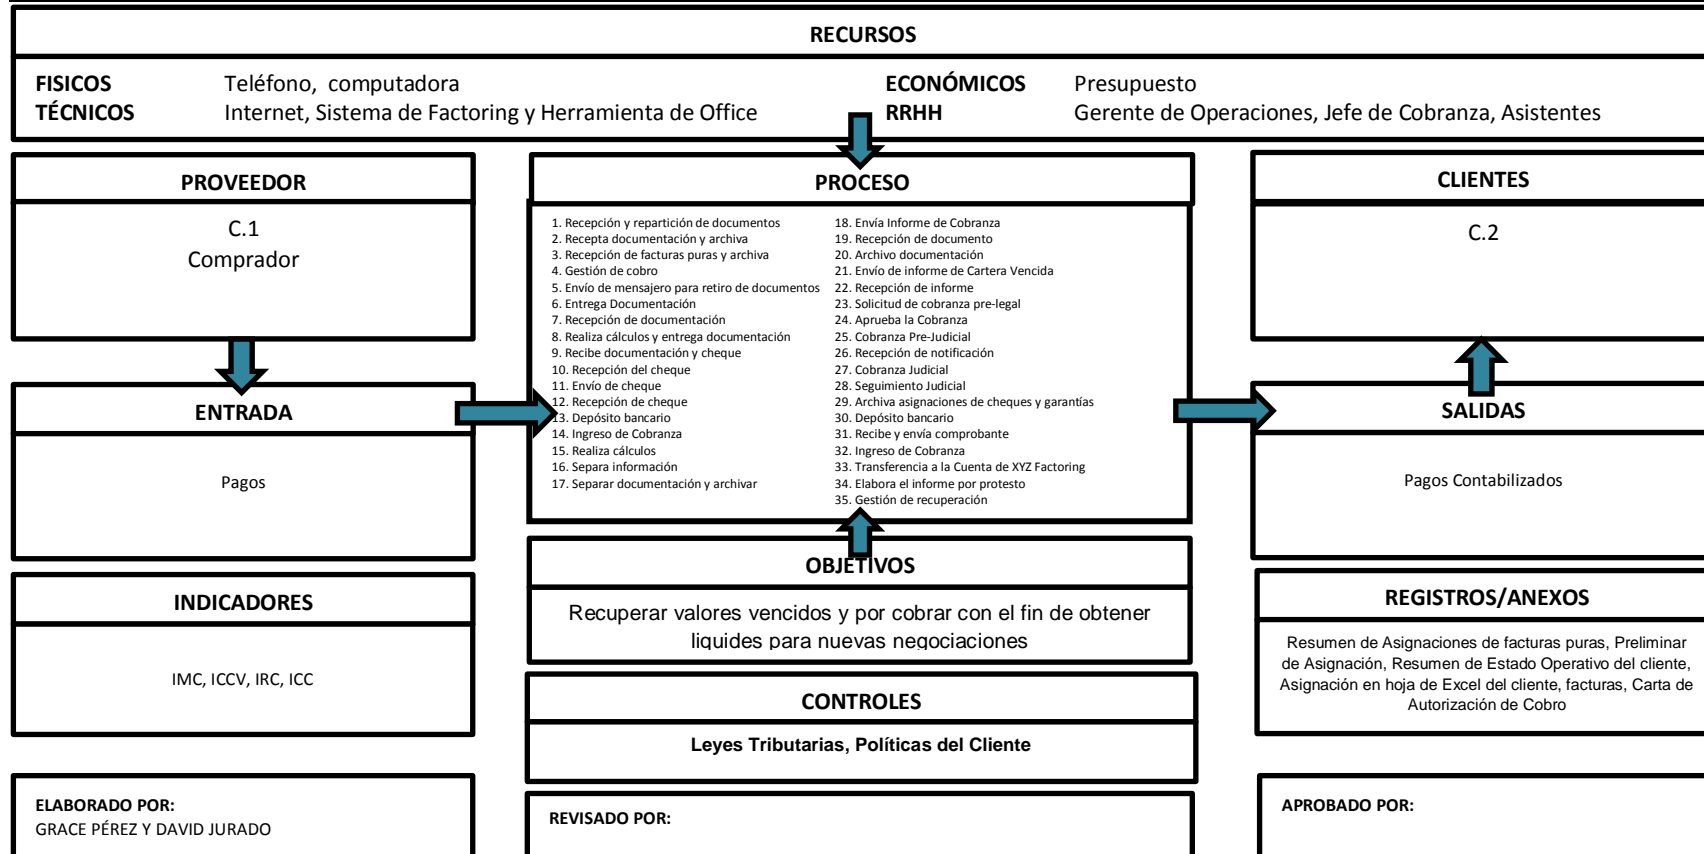 RECURSOS
FISICOS Teléfono, computadora ECONÓMICOS Presupuesto
TÉCNICOS Internet, Sistema de Factoring y Herramienta de Office RRHH Gerente de Operaciones, Jefe de Cobranza, Asistentes
PROVEEDOR
C.1
Comprador
PROCESO
1. Recepción y repartición de documentos
2. Recepta documentación y archiva
3. Recepción de facturas puras y archiva
4. Gestión de cobro
5. Envío de mensajero para retiro de documentos
6. Entrega Documentación
7. Recepción de documentación
8. Realiza cálculos y entrega documentación
9. Recibe documentación y cheque
10. Recepción del cheque
11. Envío de cheque
12. Recepción de cheque
13. Depósito bancario
14. Ingreso de Cobranza
15. Realiza cálculos
16. Separa información
17. Separar documentación y archivar
18. Envía Informe de Cobranza
19. Recepción de documento
20. Archivo documentación
21. Envío de informe de Cartera Vencida
22. Recepción de informe
23. Solicitud de cobranza pre-legal
24. Aprueba la Cobranza
25. Cobranza Pre-Judicial
26. Recepción de notificación
27. Cobranza Judicial
28. Seguimiento Judicial
29. Archiva asignaciones de cheques y garantías
30. Depósito bancario
31. Recibe y envía comprobante
32. Ingreso de Cobranza
33. Transferencia a la Cuenta de XYZ Factoring
34. Elabora el informe por protesto
35. Gestión de recuperación
CLIENTES
C.2
ENTRADA
Pagos
SALIDAS
Pagos Contabilizados
INDICADORES
IMC, ICCV, IRC, ICC
OBJETIVOS
Recuperar valores vencidos y por cobrar con el fin de obtener
liquides para nuevas negociaciones
CONTROLES
Leyes Tributarias, Políticas del Cliente
REGISTROS/ANEXOS
Resumen de Asignaciones de facturas puras, Preliminar
de Asignación, Resumen de Estado Operativo del cliente,
Asignación en hoja de Excel del cliente, facturas, Carta de
Autorización de Cobro
ELABORADO POR:
GRACE PÉREZ Y DAVID JURADO
REVISADO POR:
APROBADO POR: